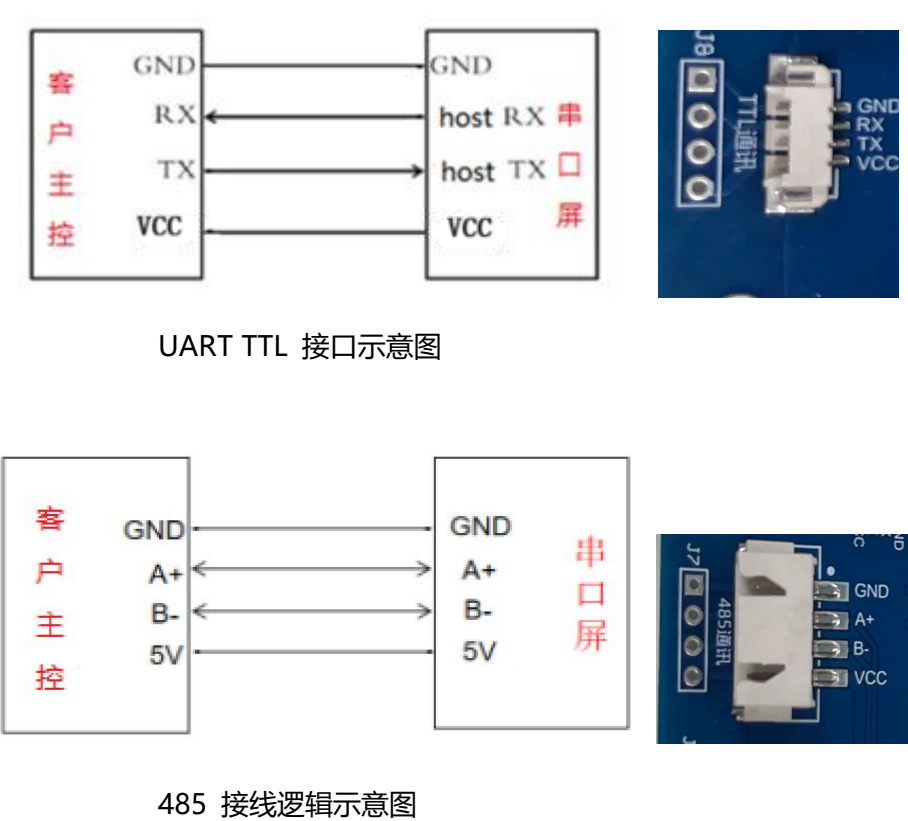 客户主控
GND
RX
TX
VCC
GND
host RX
host TX
VCC
串口屏
J8
TTL通讯
GND
RX
TX
VCC
UART TTL 接口示意图
客户主控
GND
A+
B-
5V
GND
A+
B-
5V
串口屏
J7
485通讯
GND
A+
B-
VCC
485 接线逻辑示意图